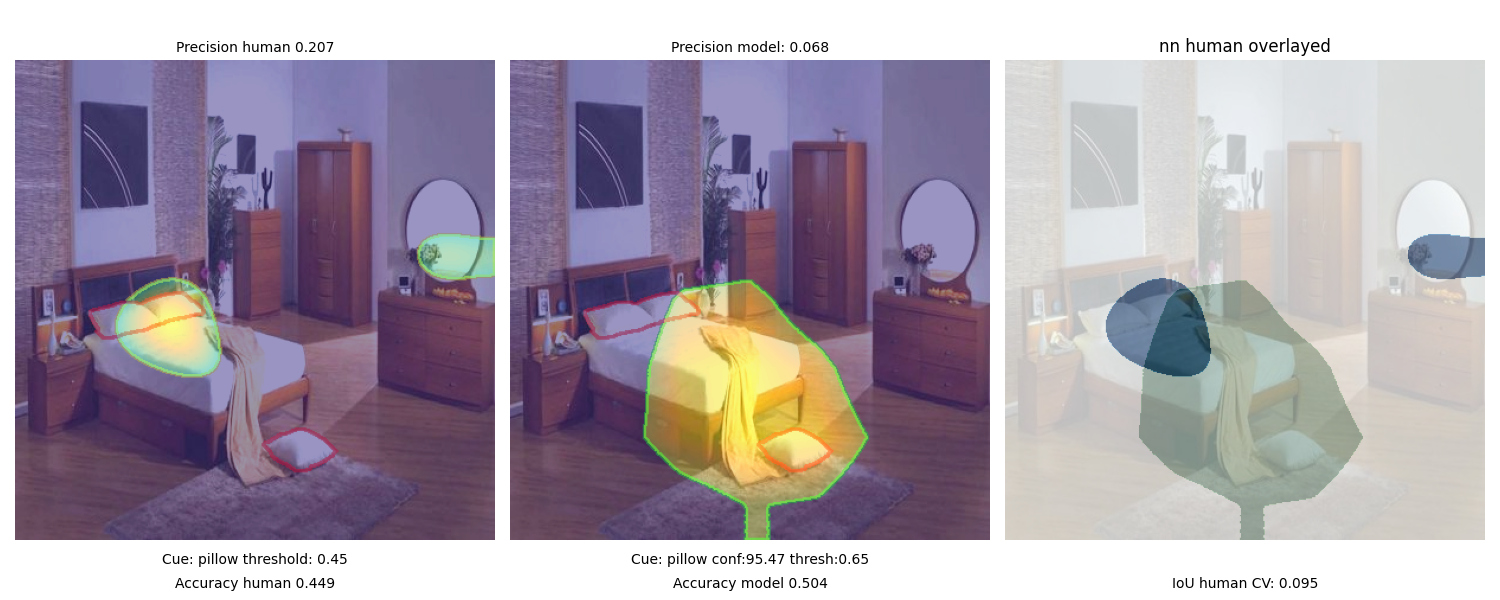 Precision human 0.207
Precision model: 0.068
nn human overlayed
Cue: pillow threshold: 0.45
Accuracy human 0.449
Cue: pillow conf:95.47 thresh:0.65
Accuracy model 0.504
IoU human CV: 0.095